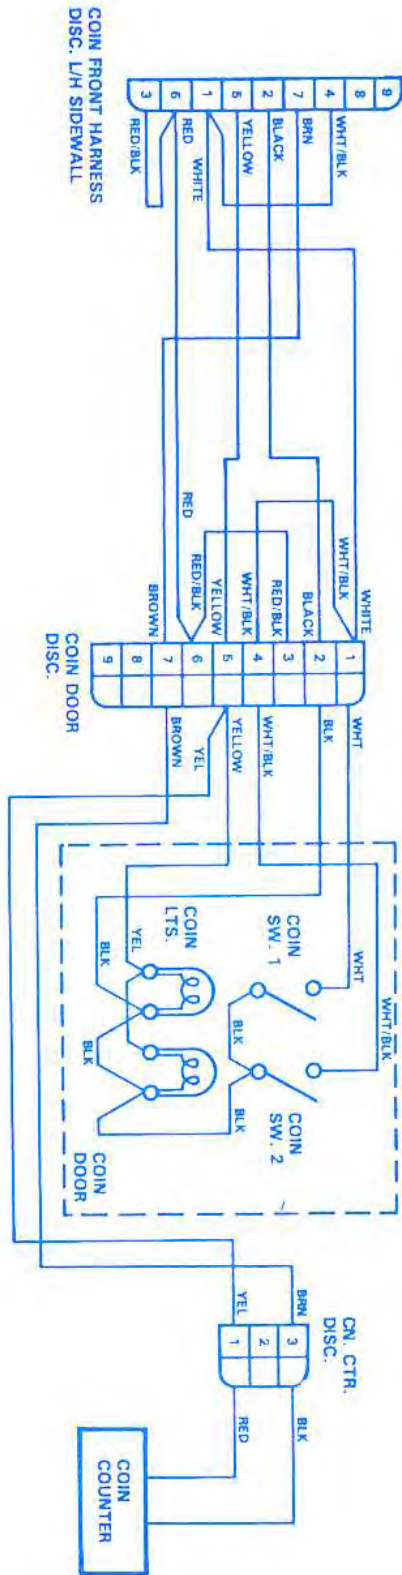 COIN FRONT HARNESS
DISC. L/H SIDEWALL
3
6
1
5
2
7
4
8
9
RED/BLK
RED
WHITE
YELLOW
BLACK
BRN
WHT/BLK
RED
BROWN
RED/BLK
YELLOW
WHT/BLK
RED/BLK
BLACK
WHT/BLK
WHITE
COIN DOOR
DISC.
9
8
7
6
5
4
3
2
1
BROWN
YEL
YELLOW
WHT/BLK
BLK
WHT
COIN
SW. 1
COIN
LTS.
WHT
WHT/BLK
YEL
BLK
BLK
BLK
BLK
COIN
SW. 2
COIN
DOOR
CN. CTR.
DISC.
YEL
BRN
1
2
3
RED
BLK
COIN
COUNTER